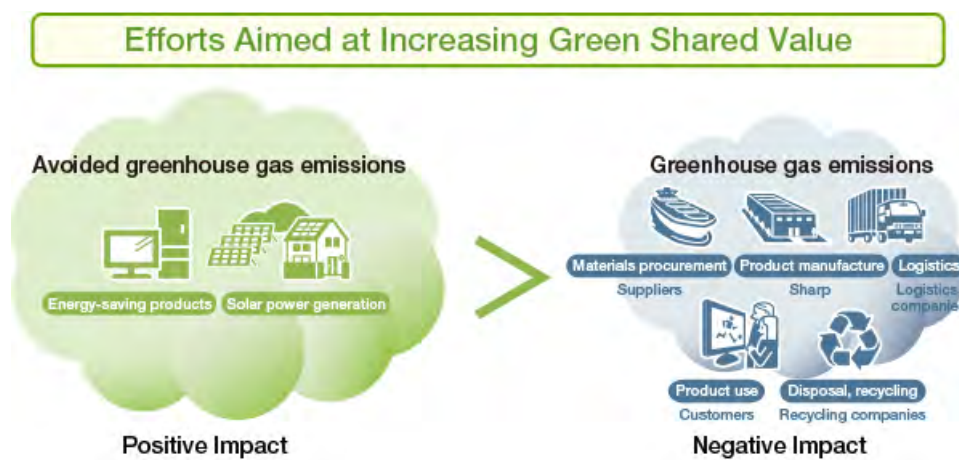 Efforts Aimed at Increasing Green Shared Value
Avoided greenhouse gas emissions
Energy-saving products
Solar power generation
Positive Impact
>
Greenhouse gas emissions
Materials procurement
Suppliers
Product manufacture
Sharp
Logistics
Logistics
companie
Product use
Customers
Disposal, recycling
Recycling companies
Negative Impact